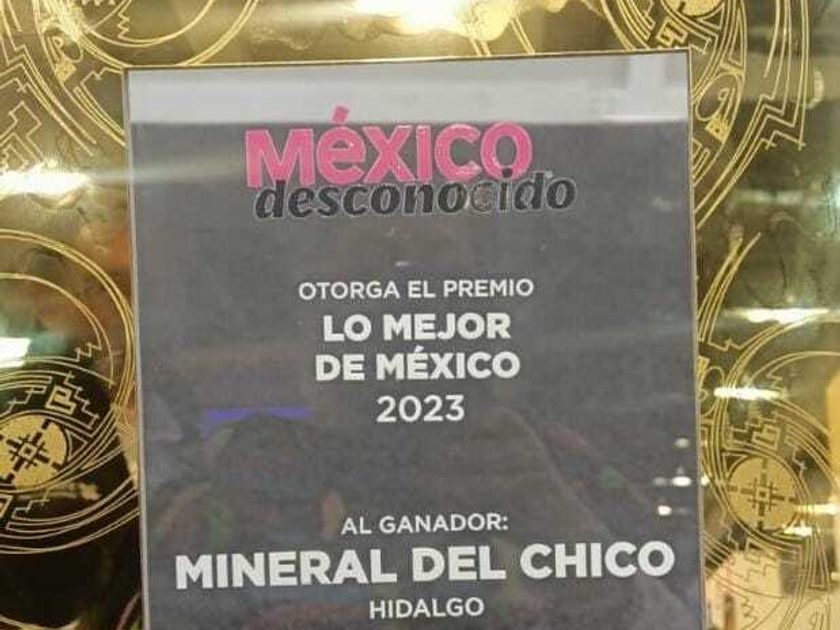 MéXICO
desconocido
OTORGA EL PREMIO
LO MEJOR
DE MÉXICO
2023
AL GANADOR:
MINERAL DEL CHICO
HIDALGO